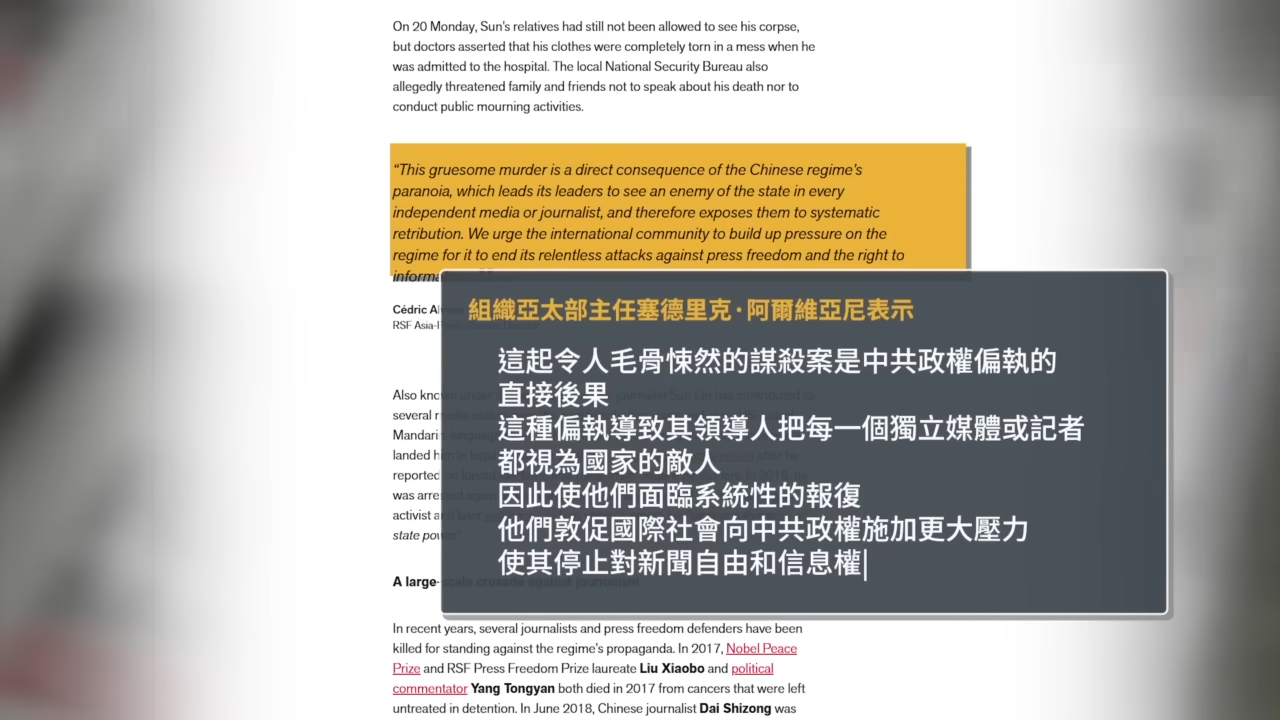 On 20 Monday, Sun's relatives had still not been allowed to see his corpse,
but doctors asserted that his clothes were completely torn in a mess when he
was admitted to the hospital. The local National Security Bureau also
allegedly threatened family and friends not to speak about his death nor to
conduct public mourning activities.
“This gruesome murder is a direct consequence of the Chinese regime’s
paranoia, which leads its leaders to see an enemy of the state in every
independent media or journalist, and therefore exposes them to systematic
retribution. We urge the international community to build up pressure on the
regime for it to end its relentless attacks against press freedom and the right to
組織亞太部主任塞德里克·阿爾維亞尼表示
這起令人毛骨悚然的謀殺案是中共政權偏執的
直接後果
這種偏執導致其領導人把每一個獨立媒體或記者
都視為國家的敵人
因此使他們面臨系統性的報復
他們敦促國際社會向中共政權施加更大壓力
使其停止對新聞自由和信息權
Cédric
RSF
Also
several
landed
reported
was
activist
A large-scale crusade against journalism
In recent years, several journalists and press freedom defenders have been
killed for standing against the regime’s propaganda. In 2017, Nobel Peace
Prize and RSF Press Freedom Prize laureate Liu Xiaobo and political
commentator Yang Tongyan both died in 2017 from cancers that were left
untreated in detention. In June 2018, Chinese journalist Dai Shizong was